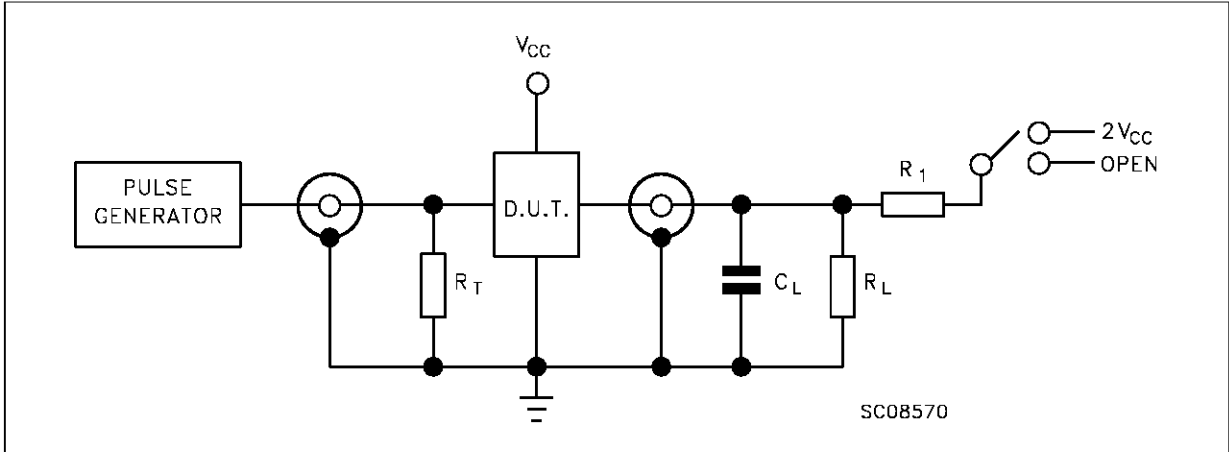 VCC
PULSE
GENERATOR
D.U.T.
RT
CL
RL
R1
2VCC
OPEN
SC08570